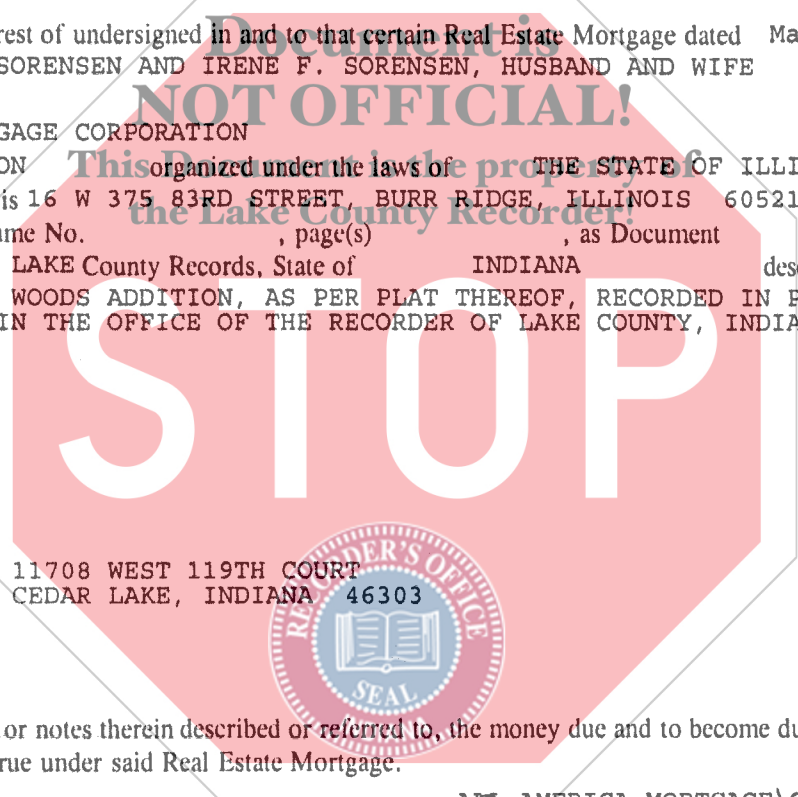 rest of undersigned in and to that certain Real Estate Mortgage dated Ma
Document is
SORENSEN AND IRENE F. SORENSEN, HUSBAND AND WIFE
NOT OFFICIAL!
GAGE CORPORATION
ON organized under the laws of THE STATE OF ILLI
This Document is the property of
is 16 W 375 83RD STREET, BURR RIDGE, ILLINOIS 60521
the Lake County Recorder!
ume No. , page(s) , as Document
LAKE County Records, State of INDIANA des
WOODS ADDITION, AS PER PLAT THEREOF, RECORDED IN P
IN THE OFFICE OF THE RECORDER OF LAKE COUNTY, INDIA
STOP
11708 WEST 119TH COURT
CEDAR LAKE, INDIANA 46303
RECORDER'S OFFICE
SEAL
INDIANA
or notes therein described or referred to, the money due and to become du
rue under said Real Estate Mortgage.
AMERICA MORTGAGE